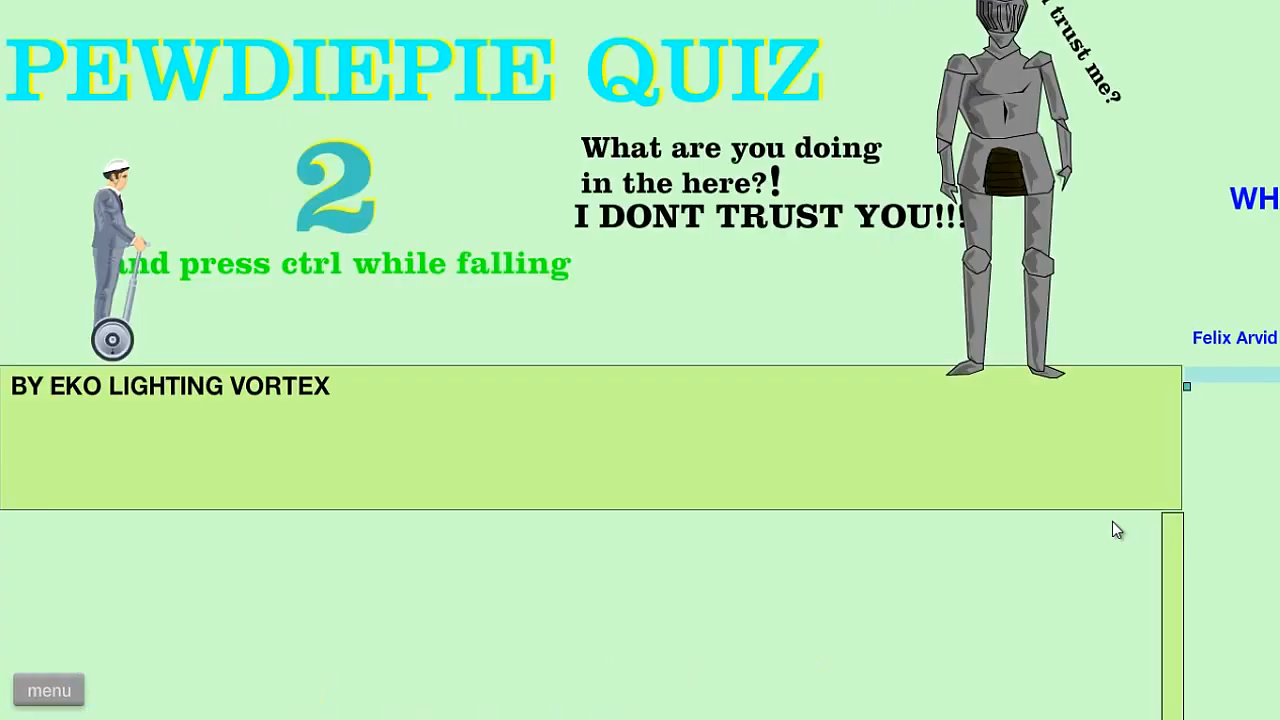 PEWDIEPIE QUIZ
2
trust me?
What are you doing
in the here?!
I DONT TRUST YOU!!!
and press ctrl while falling
WH
Felix Arvid
BY EKO LIGHTING VORTEX
menu